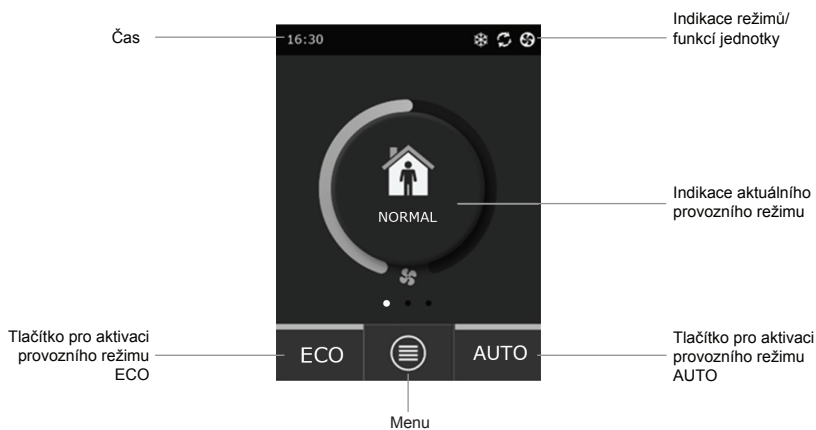 Čas
16:30
Indikace režimů/
funkcí jednotky
Indikace aktuálního
provozního režimu
NORMAL
Tlačítko pro aktivaci
provozního režimu
ECO
ECO
AUTO
Tlačítko pro aktivaci
provozního režimu
AUTO
Menu